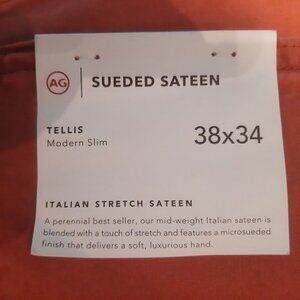 AG | SUEDED SATEEN
TELLIS
Modern Slim
38x34
ITALIAN STRETCH SATEEN
A perennial best seller, our mid-weight Italian sateen is
blended with a touch of stretch and features a microsueded
finish that delivers a soft, luxurious hand.